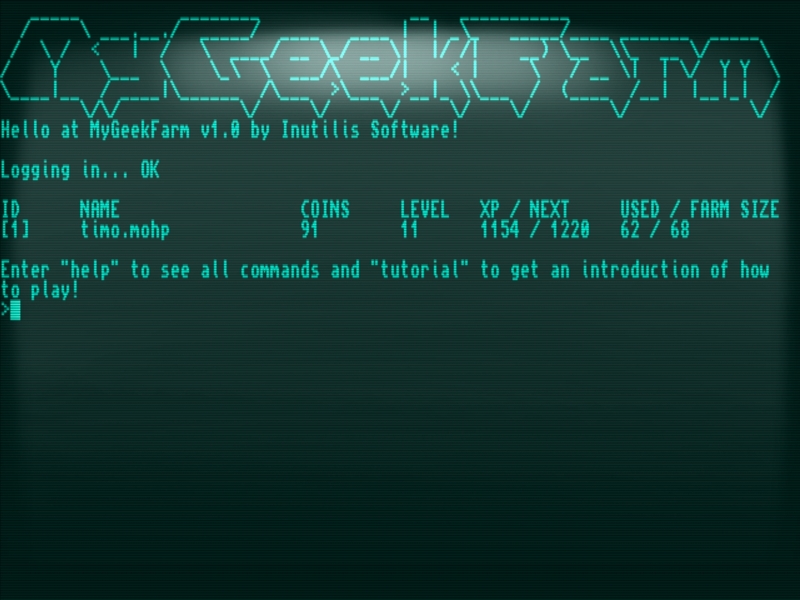 MyGeekFarm
Hello at MyGeekFarm v1.0 by Inutilis Software!
Logging in... OK
ID NAME COINS LEVEL XP / NEXT USED / FARM SIZE
[1] timo.mohp 91 11 1154 / 1220 62 / 68
Enter "help" to see all commands and "tutorial" to get an introduction of how
to play!
>